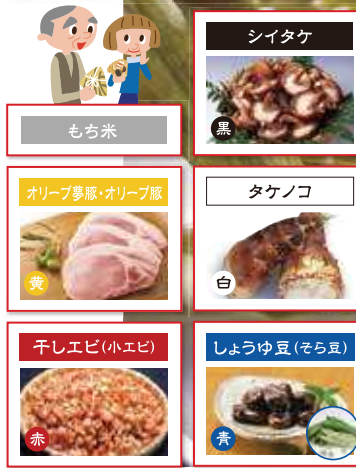 シイタケ
黒
もち米
オリーブ夢豚・オリーブ豚
黄
タケノコ
白
干しエビ(小エビ)
赤
しょうゆ豆(そら豆)
青